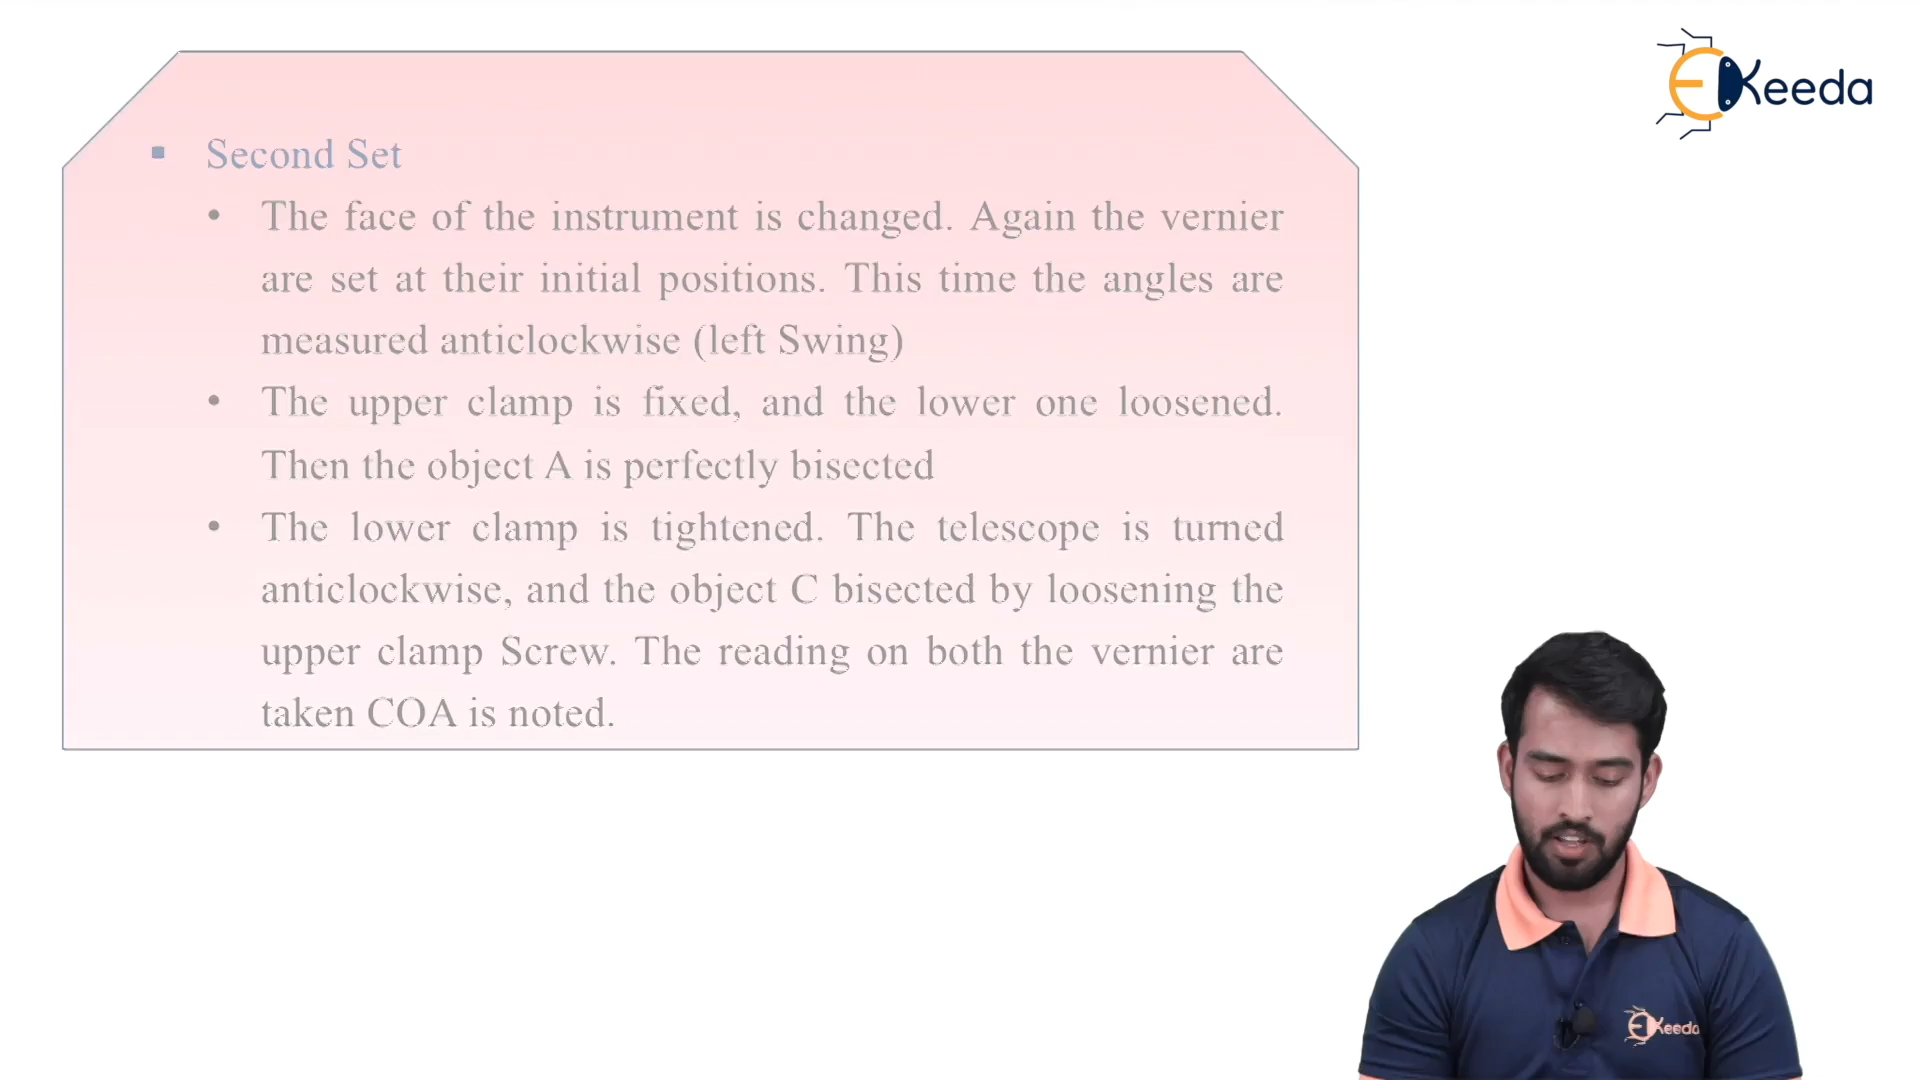 EKeeda
Second Set
The face of the instrument is changed. Again the vernier
are set at their initial positions. This time the angles are
measured anticlockwise (left Swing)
The upper clamp is fixed, and the lower one loosened.
Then the object A is perfectly bisected
The lower clamp is tightened. The telescope is turned
anticlockwise, and the object C bisected by loosening the
upper clamp Screw. The reading on both the vernier are
taken COA is noted.
EKeeda